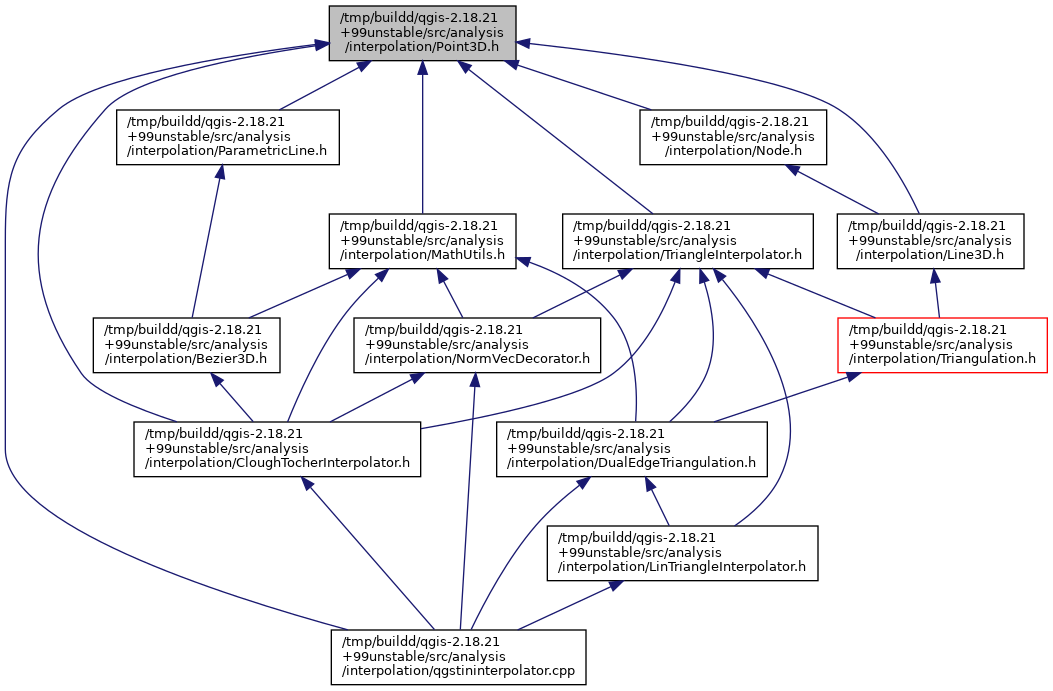 /tmp/buildd/qgis-2.18.21
+99unstable/src/analysis
/interpolation/Point3D.h
/tmp/buildd/qgis-2.18.21
+99unstable/src/analysis
/interpolation/ParametricLine.h
/tmp/buildd/qgis-2.18.21
+99unstable/src/analysis
/interpolation/Node.h
/tmp/buildd/qgis-2.18.21
+99unstable/src/analysis
/interpolation/MathUtils.h
/tmp/buildd/qgis-2.18.21
+99unstable/src/analysis
/interpolation/TriangleInterpolator.h
/tmp/buildd/qgis-2.18.21
+99unstable/src/analysis
/interpolation/Line3D.h
/tmp/buildd/qgis-2.18.21
+99unstable/src/analysis
/interpolation/Bezier3D.h
/tmp/buildd/qgis-2.18.21
+99unstable/src/analysis
/interpolation/NormVecDecorator.h
/tmp/buildd/qgis-2.18.21
+99unstable/src/analysis
/interpolation/Triangulation.h
/tmp/buildd/qgis-2.18.21
+99unstable/src/analysis
/interpolation/CloughTocherInterpolator.h
/tmp/buildd/qgis-2.18.21
+99unstable/src/analysis
/interpolation/DualEdgeTriangulation.h
/tmp/buildd/qgis-2.18.21
+99unstable/src/analysis
/interpolation/LinTriangleInterpolator.h
/tmp/buildd/qgis-2.18.21
+99unstable/src/analysis
/interpolation/qgstininterpolator.cpp